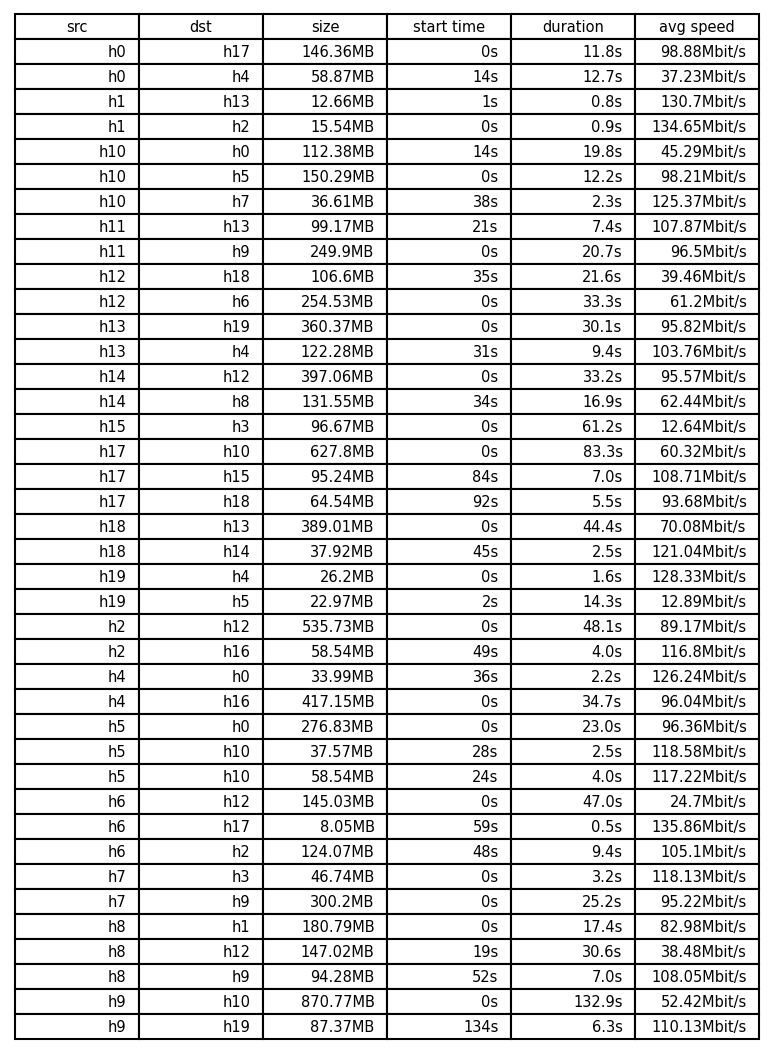 src dst size start time duration avg speed
h0 h17 146.36MB 0s 11.8s 98.88Mbit/s
h0 h4 58.87MB 14s 12.7s 37.23Mbit/s
h1 h13 12.66MB 1s 0.8s 130.7Mbit/s
h1 h2 15.54MB 0s 0.9s 134.65Mbit/s
h10 h0 112.38MB 14s 19.8s 45.29Mbit/s
h10 h5 150.29MB 0s 12.2s 98.21Mbit/s
h10 h7 36.61MB 38s 2.3s 125.37Mbit/s
h11 h13 99.17MB 21s 7.4s 107.87Mbit/s
h11 h9 249.9MB 0s 20.7s 96.5Mbit/s
h12 h18 106.6MB 35s 21.6s 39.46Mbit/s
h12 h6 254.53MB 0s 33.3s 61.2Mbit/s
h13 h19 360.37MB 0s 30.1s 95.82Mbit/s
h13 h4 122.28MB 31s 9.4s 103.76Mbit/s
h14 h12 397.06MB 0s 33.2s 95.57Mbit/s
h14 h8 131.55MB 34s 16.9s 62.44Mbit/s
h15 h3 96.67MB 0s 61.2s 12.64Mbit/s
h17 h10 627.8MB 0s 83.3s 60.32Mbit/s
h17 h15 95.24MB 84s 7.0s 108.71Mbit/s
h17 h18 64.54MB 92s 5.5s 93.68Mbit/s
h18 h13 389.01MB 0s 44.4s 70.08Mbit/s
h18 h14 37.92MB 45s 2.5s 121.04Mbit/s
h19 h4 26.2MB 0s 1.6s 128.33Mbit/s
h19 h5 22.97MB 2s 14.3s 12.89Mbit/s
h2 h12 535.73MB 0s 48.1s 89.17Mbit/s
h2 h16 58.54MB 49s 4.0s 116.8Mbit/s
h4 h0 33.99MB 36s 2.2s 126.24Mbit/s
h4 h16 417.15MB 0s 34.7s 96.04Mbit/s
h5 h0 276.83MB 0s 23.0s 96.36Mbit/s
h5 h10 37.57MB 28s 2.5s 118.58Mbit/s
h5 h10 58.54MB 24s 4.0s 117.22Mbit/s
h6 h12 145.03MB 0s 47.0s 24.7Mbit/s
h6 h17 8.05MB 59s 0.5s 135.86Mbit/s
h6 h2 124.07MB 48s 9.4s 105.1Mbit/s
h7 h3 46.74MB 0s 3.2s 118.13Mbit/s
h7 h9 300.2MB 0s 25.2s 95.22Mbit/s
h8 h1 180.79MB 0s 17.4s 82.98Mbit/s
h8 h12 147.02MB 19s 30.6s 38.48Mbit/s
h8 h9 94.28MB 52s 7.0s 108.05Mbit/s
h9 h10 870.77MB 0s 132.9s 52.42Mbit/s
h9 h19 87.37MB 134s 6.3s 110.13Mbit/s